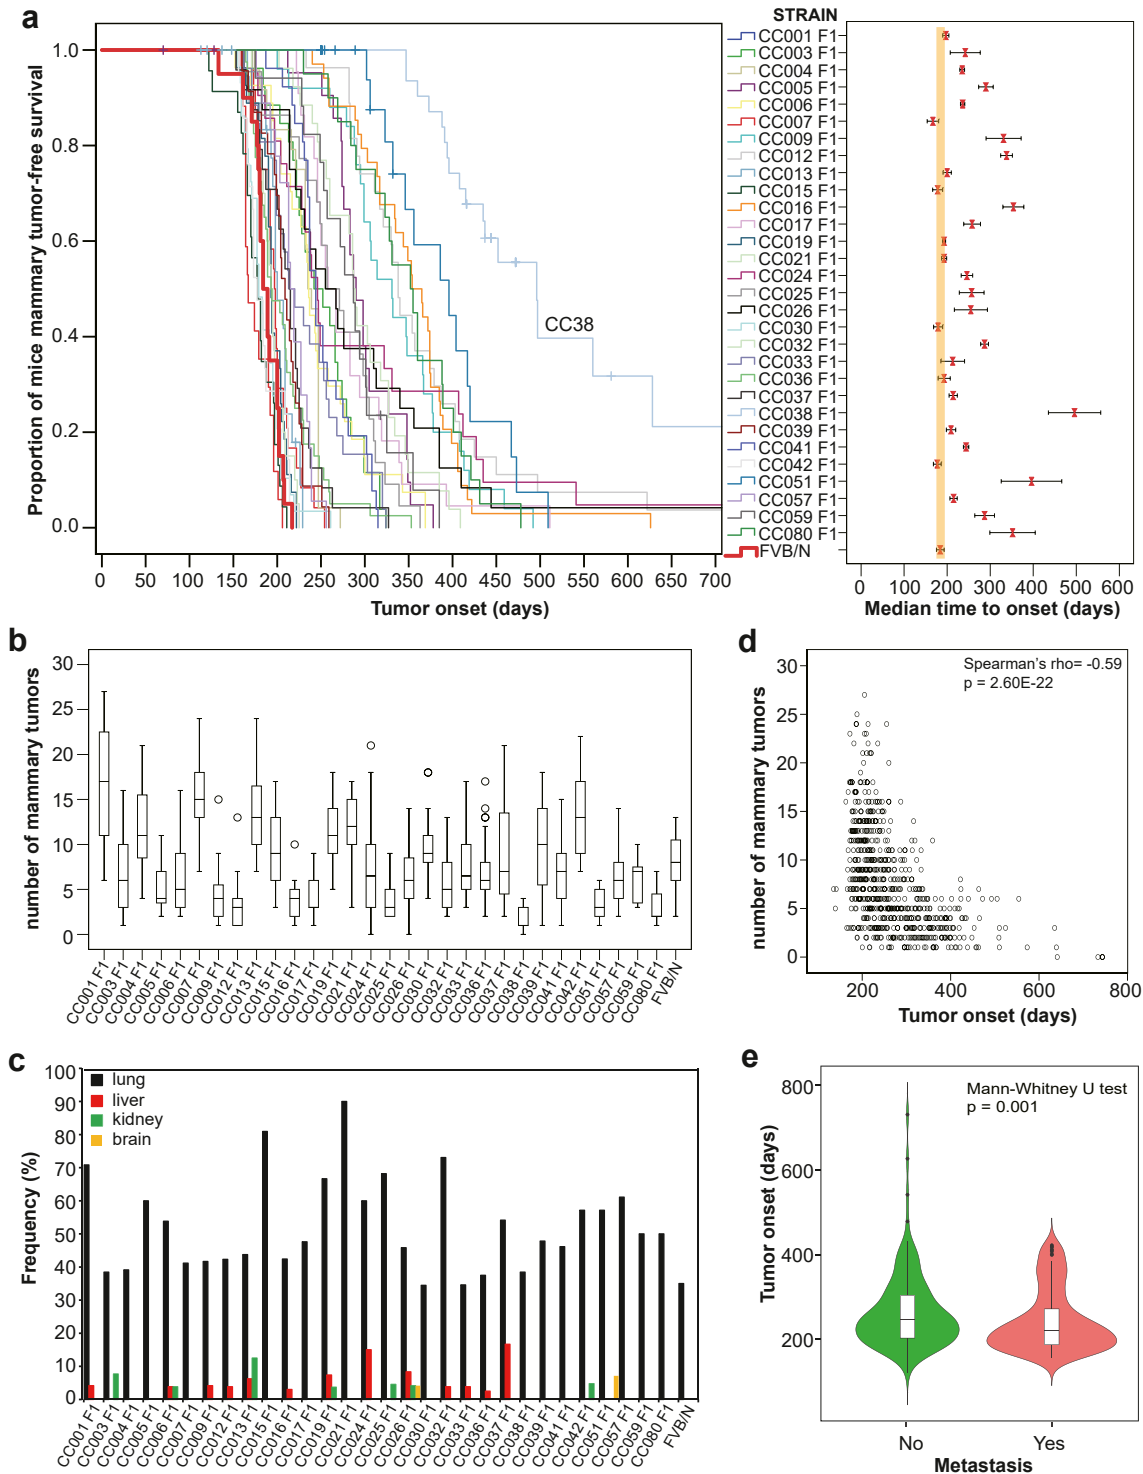 a
Proportion of mice mammary tumor-free survival
1.0
0.8
0.6
0.4
0.2
0.0
CC38
0 50 100 150 200 250 300 350 400 450 500 550 600 650 700
Tumor onset (days)
STRAIN
CC001 F1
CC003 F1
CC004 F1
CC005 F1
CC006 F1
CC007 F1
CC009 F1
CC012 F1
CC013 F1
CC015 F1
CC016 F1
CC017 F1
CC019 F1
CC021 F1
CC024 F1
CC025 F1
CC026 F1
CC030 F1
CC032 F1
CC033 F1
CC036 F1
CC037 F1
CC038 F1
CC039 F1
CC041 F1
CC042 F1
CC051 F1
CC057 F1
CC059 F1
CC080 F1
FVB/N
0 100 200 300 400 500 600
Median time to onset (days)
b
number of mammary tumors
30
25
20
15
10
5
0
CC001 F1
CC003 F1
CC004 F1
CC005 F1
CC006 F1
CC007 F1
CC009 F1
CC012 F1
CC013 F1
CC015 F1
CC016 F1
CC017 F1
CC019 F1
CC021 F1
CC024 F1
CC025 F1
CC026 F1
CC030 F1
CC032 F1
CC033 F1
CC036 F1
CC037 F1
CC038 F1
CC039 F1
CC041 F1
CC042 F1
CC051 F1
CC057 F1
CC059 F1
CC080 F1
FVB/N
d
number of mammary tumors
30
25
20
15
10
5
0
Spearman's rho= -0.59
p = 2.60E-22
200 400 600 800
Tumor onset (days)
c
Frequency (%)
100
90
80
70
60
50
40
30
20
10
0
lung
liver
kidney
brain
CC001 F1
CC003 F1
CC004 F1
CC005 F1
CC006 F1
CC007 F1
CC009 F1
CC012 F1
CC013 F1
CC015 F1
CC016 F1
CC017 F1
CC019 F1
CC021 F1
CC024 F1
CC025 F1
CC026 F1
CC030 F1
CC032 F1
CC033 F1
CC036 F1
CC037 F1
CC038 F1
CC039 F1
CC041 F1
CC042 F1
CC051 F1
CC057 F1
CC059 F1
CC080 F1
FVB/N
e
Tumor onset (days)
800
600
400
200
Mann-Whitney U test
p = 0.001
No Yes
Metastasis